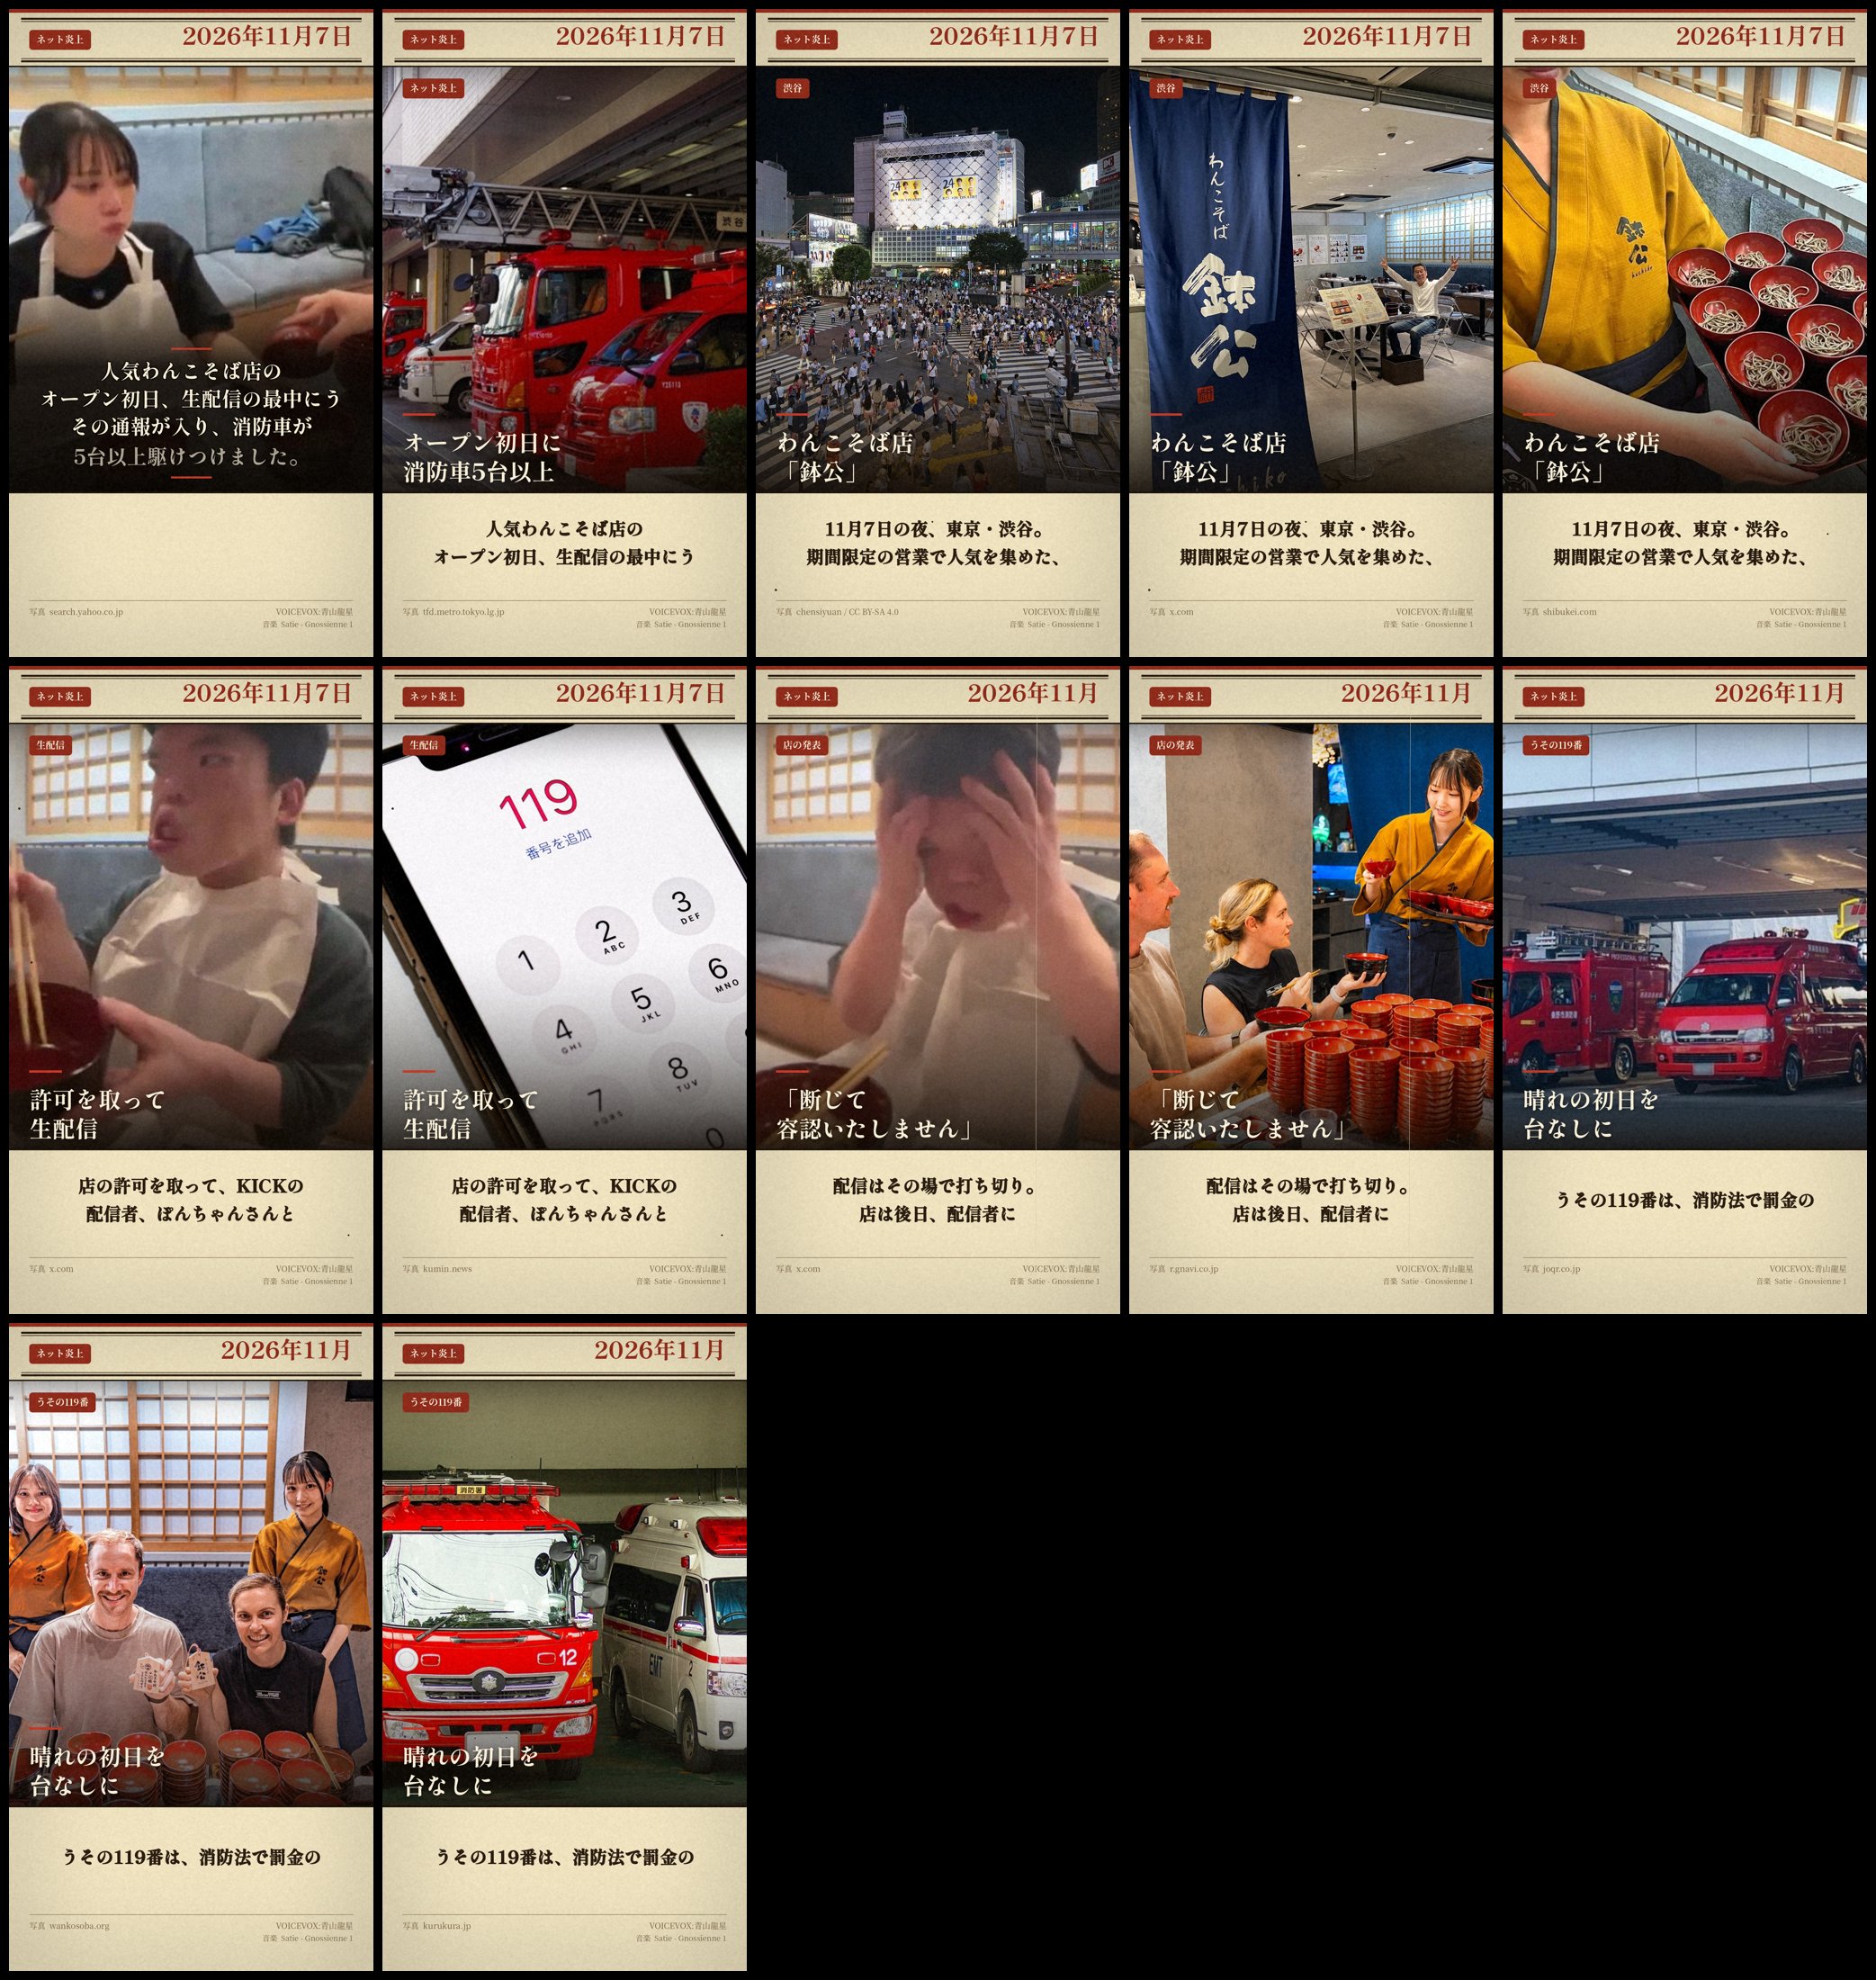 ネット炎上
2026年11月7日
人気わんこそば店の
オープン初日、生配信の最中にう
その通報が入り、消防車が
5台以上駆けつけました。
写真 search.yahoo.co.jp
VOICEVOX:青山龍星
音楽 Satie - Gnossienne 1
ネット炎上
2026年11月7日
ネット炎上
渋谷
オープン初日に
消防車5台以上
人気わんこそば店の
オープン初日、生配信の最中にう
写真 tfd.metro.tokyo.lg.jp
VOICEVOX:青山龍星
音楽 Satie - Gnossienne 1
ネット炎上
2026年11月7日
渋谷
24
24
わんこそば店
「鉢公」
11月7日の夜、東京・渋谷。
期間限定の営業で人気を集めた、
写真 chensiyuan / CC BY-SA 4.0
VOICEVOX:青山龍星
音楽 Satie - Gnossienne 1
ネット炎上
2026年11月7日
渋谷
わんこそば
鉢公
わんこそば店
「鉢公」
11月7日の夜、東京・渋谷。
期間限定の営業で人気を集めた、
写真 x.com
VOICEVOX:青山龍星
音楽 Satie - Gnossienne 1
ネット炎上
2026年11月7日
渋谷
鉢公
hachiko
わんこそば店
「鉢公」
11月7日の夜、東京・渋谷。
期間限定の営業で人気を集めた、
写真 shibukei.com
VOICEVOX:青山龍星
音楽 Satie - Gnossienne 1
ネット炎上
2026年11月7日
生配信
許可を取って
生配信
店の許可を取って、KICKの
配信者、ぽんちゃんさんと
写真 x.com
VOICEVOX:青山龍星
音楽 Satie - Gnossienne 1
ネット炎上
2026年11月7日
生配信
119
番号を追加
1
2
ABC
3
DEF
4
GHI
5
JKL
6
MNO
7
PQRS
8
TUV
0
許可を取って
生配信
店の許可を取って、KICKの
配信者、ぽんちゃんさんと
写真 kumin.news
VOICEVOX:青山龍星
音楽 Satie - Gnossienne 1
ネット炎上
2026年11月
店の発表
「断じて
容認いたしません」
配信はその場で打ち切り。
店は後日、配信者に
写真 x.com
VOICEVOX:青山龍星
音楽 Satie - Gnossienne 1
ネット炎上
2026年11月
店の発表
「断じて
容認いたしません」
配信はその場で打ち切り。
店は後日、配信者に
写真 r.gnavi.co.jp
VOICEVOX:青山龍星
音楽 Satie - Gnossienne 1
ネット炎上
2026年11月
うその119番
晴れの初日を
台なしに
うその119番は、消防法で罰金の
写真 joqr.co.jp
VOICEVOX:青山龍星
音楽 Satie - Gnossienne 1
ネット炎上
2026年11月
うその119番
鉢公
晴れの初日を
台なしに
うその119番は、消防法で罰金の
写真 wankosoba.org
VOICEVOX:青山龍星
音楽 Satie - Gnossienne 1
ネット炎上
2026年11月
うその119番
消防署
12
EMT
2
晴れの初日を
台なしに
うその119番は、消防法で罰金の
写真 kurukura.jp
VOICEVOX:青山龍星
音楽 Satie - Gnossienne 1